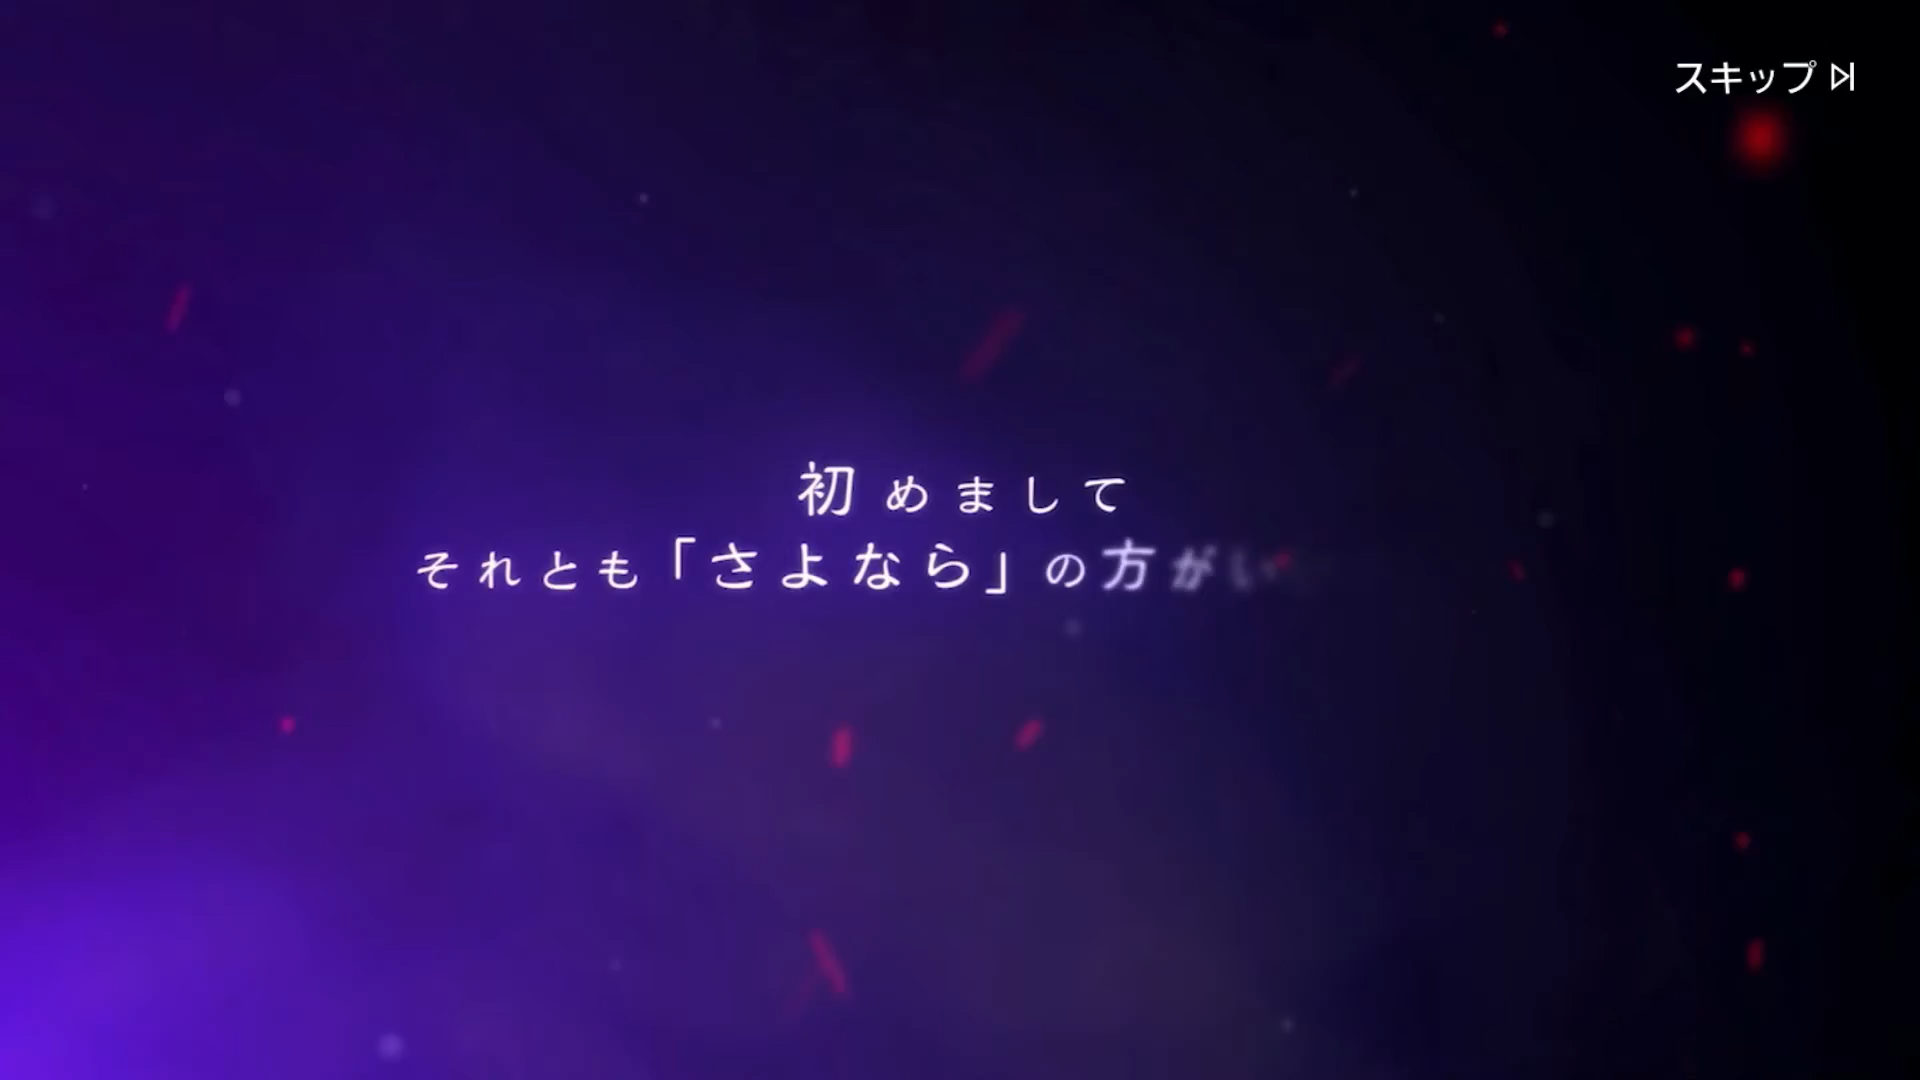 スキップ
初めまして
それとも「さよなら」の方がい